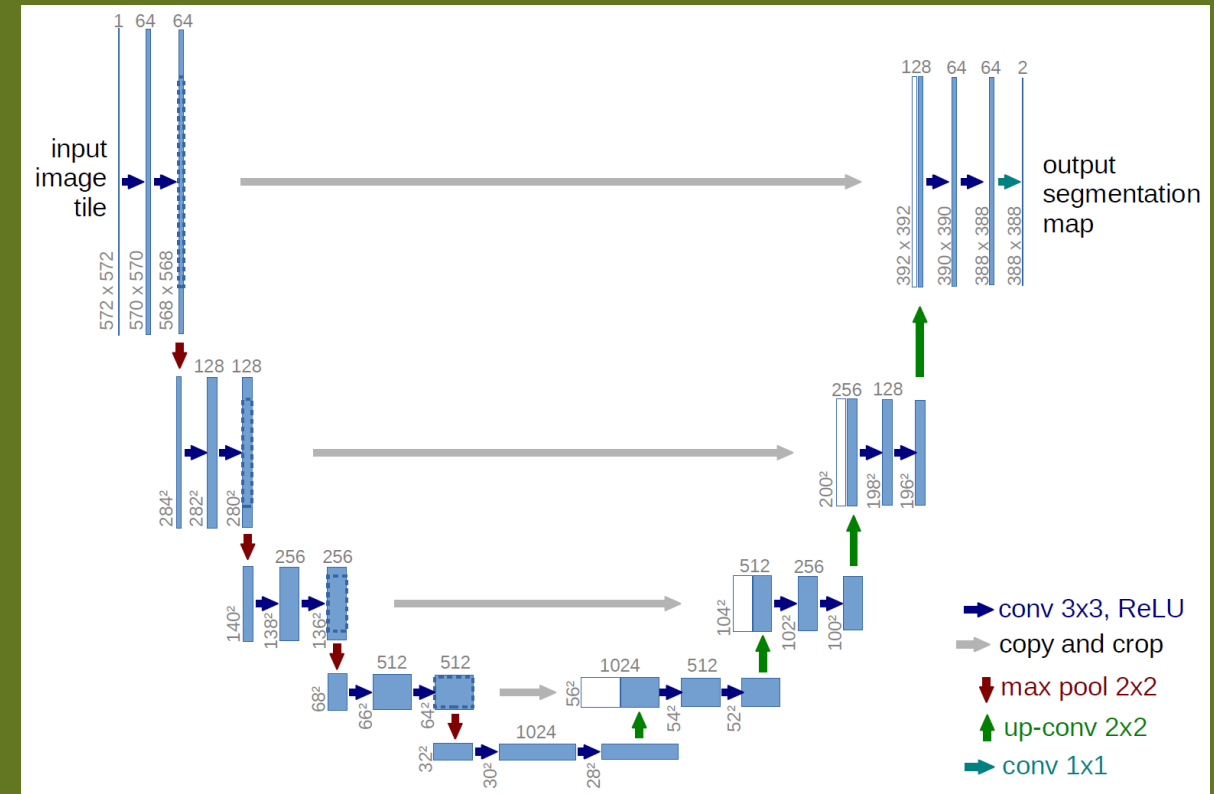 1 64 64
128 64 64 2
input
image
tile
output
segmentation
map
572 x 572
570 x 570
568 x 568
392 x 392
390 x 390
388 x 388
388 x 388
128 128
256 128
284²
282²
280²
200²
198²
196²
256 256
512 256
140²
138²
136²
104²
102²
100²
conv 3x3, ReLU
copy and crop
max pool 2x2
up-conv 2x2
conv 1x1
512 512
1024 512
68²
66²
64²
56²
54²
52²
1024
32²
30²
28²